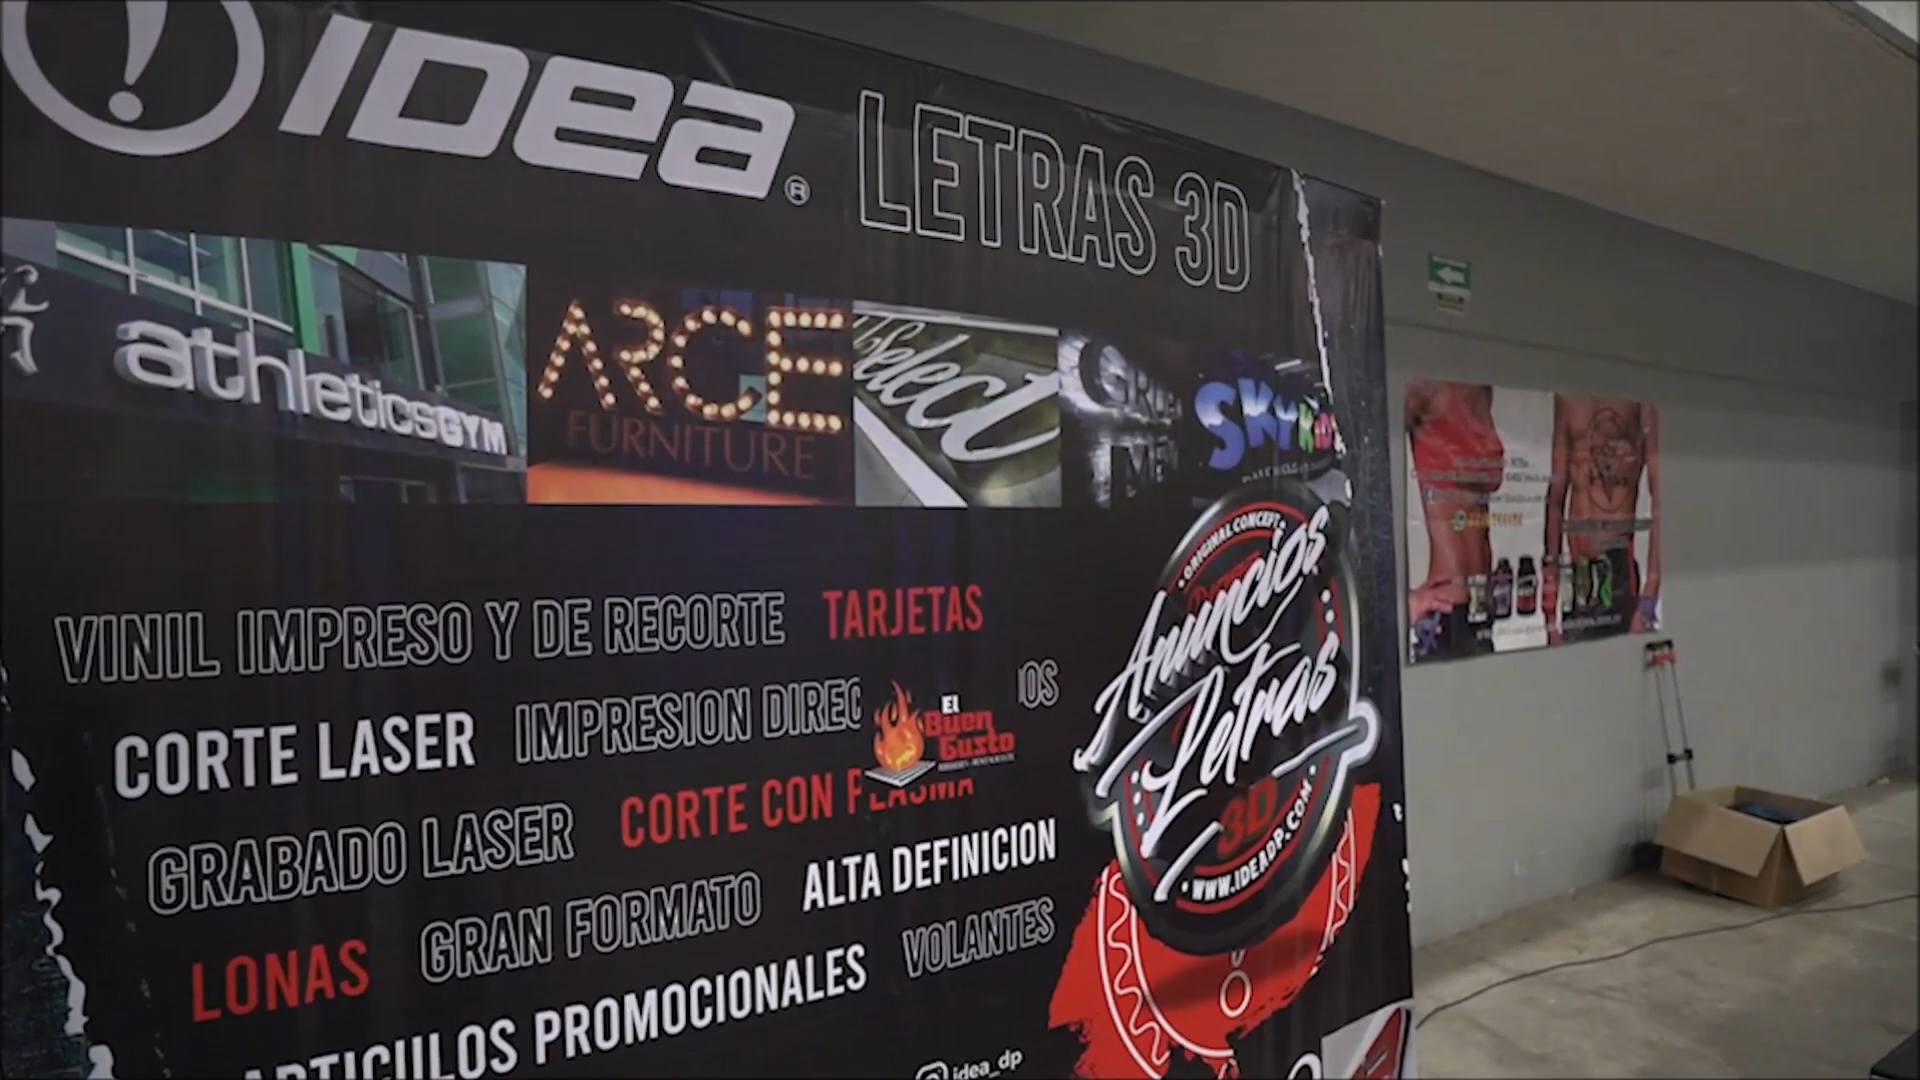 IDEA®
LETRAS 3D
athleticsGYM
ARCE
FURNITURE
Select
SKY KIDS
VINIL IMPRESO Y DE RECORTE TARJETAS
CORTE LASER IMPRESION DIREC
IOS
EL
Buen
Gusto
GRABADO LASER CORTE CON PLASMA
LONAS GRAN FORMATO ALTA DEFINICION
ARTICULOS PROMOCIONALES VOLANTES
idea_dp
• ORIGINAL CONCEPT •
Anuncios
Letras
3D
• WWW.IDEADP.COM •